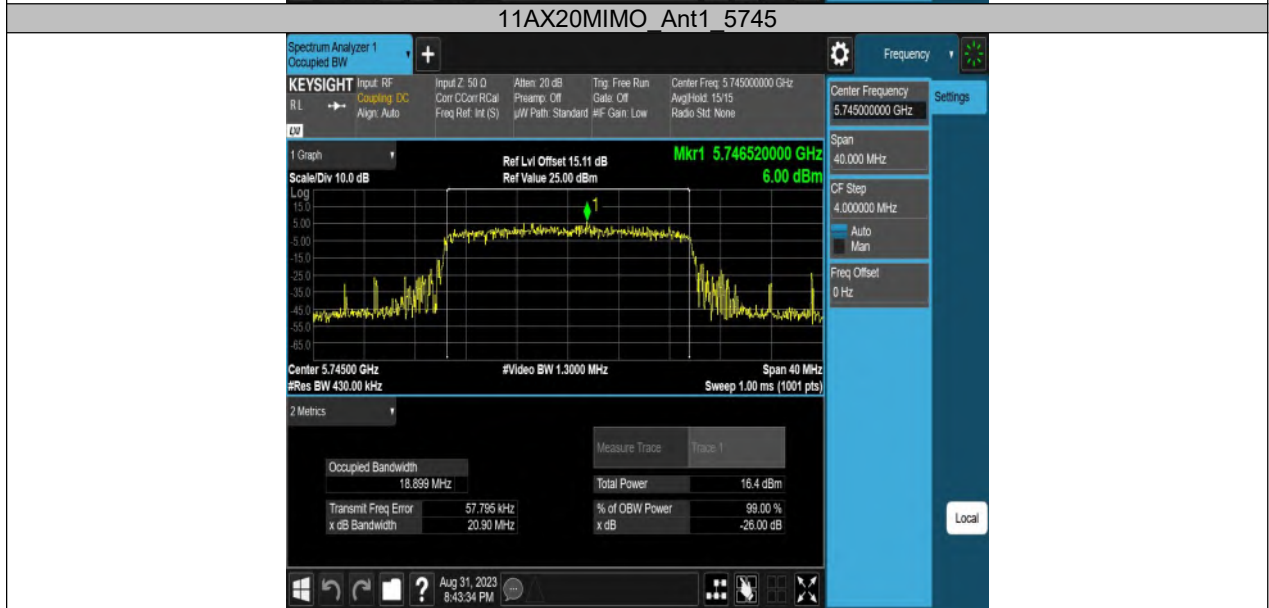 11AX20MIMO_Ant1_5745
Spectrum Analyzer 1
Occupied BW
+
Frequency
KEYSIGHT Input: RF Input Z: 50 Ω Atten: 20 dB Trig: Free Run Center Freq: 5.745000000 GHz
RL Coupling: DC Corr CCorr RCal Preamp: Off Gate: Off Avg|Hold: 15/15
Align: Auto Freq Ref: Int (S) µW Path: Standard #IF Gain: Low Radio Std: None
LXI
Center Frequency
5.745000000 GHz
Settings
Span
40.000 MHz
CF Step
4.000000 MHz
Auto
Man
Freq Offset
0 Hz
1 Graph
Ref Lvl Offset 15.11 dB
Mkr1 5.746520000 GHz
Scale/Div 10.0 dB
Ref Value 25.00 dBm
6.00 dBm
Log
15.0
5.00
-5.00
-15.0
-25.0
-35.0
-45.0
-55.0
-65.0
1
Center 5.74500 GHz #Video BW 1.3000 MHz Span 40 MHz
#Res BW 430.00 kHz Sweep 1.00 ms (1001 pts)
2 Metrics
Measure Trace Trace 1
Occupied Bandwidth
18.899 MHz
Total Power 16.4 dBm
Transmit Freq Error 57.795 kHz % of OBW Power 99.00 %
x dB Bandwidth 20.90 MHz x dB -26.00 dB
Local
? Aug 31, 2023
8:43:34 PM